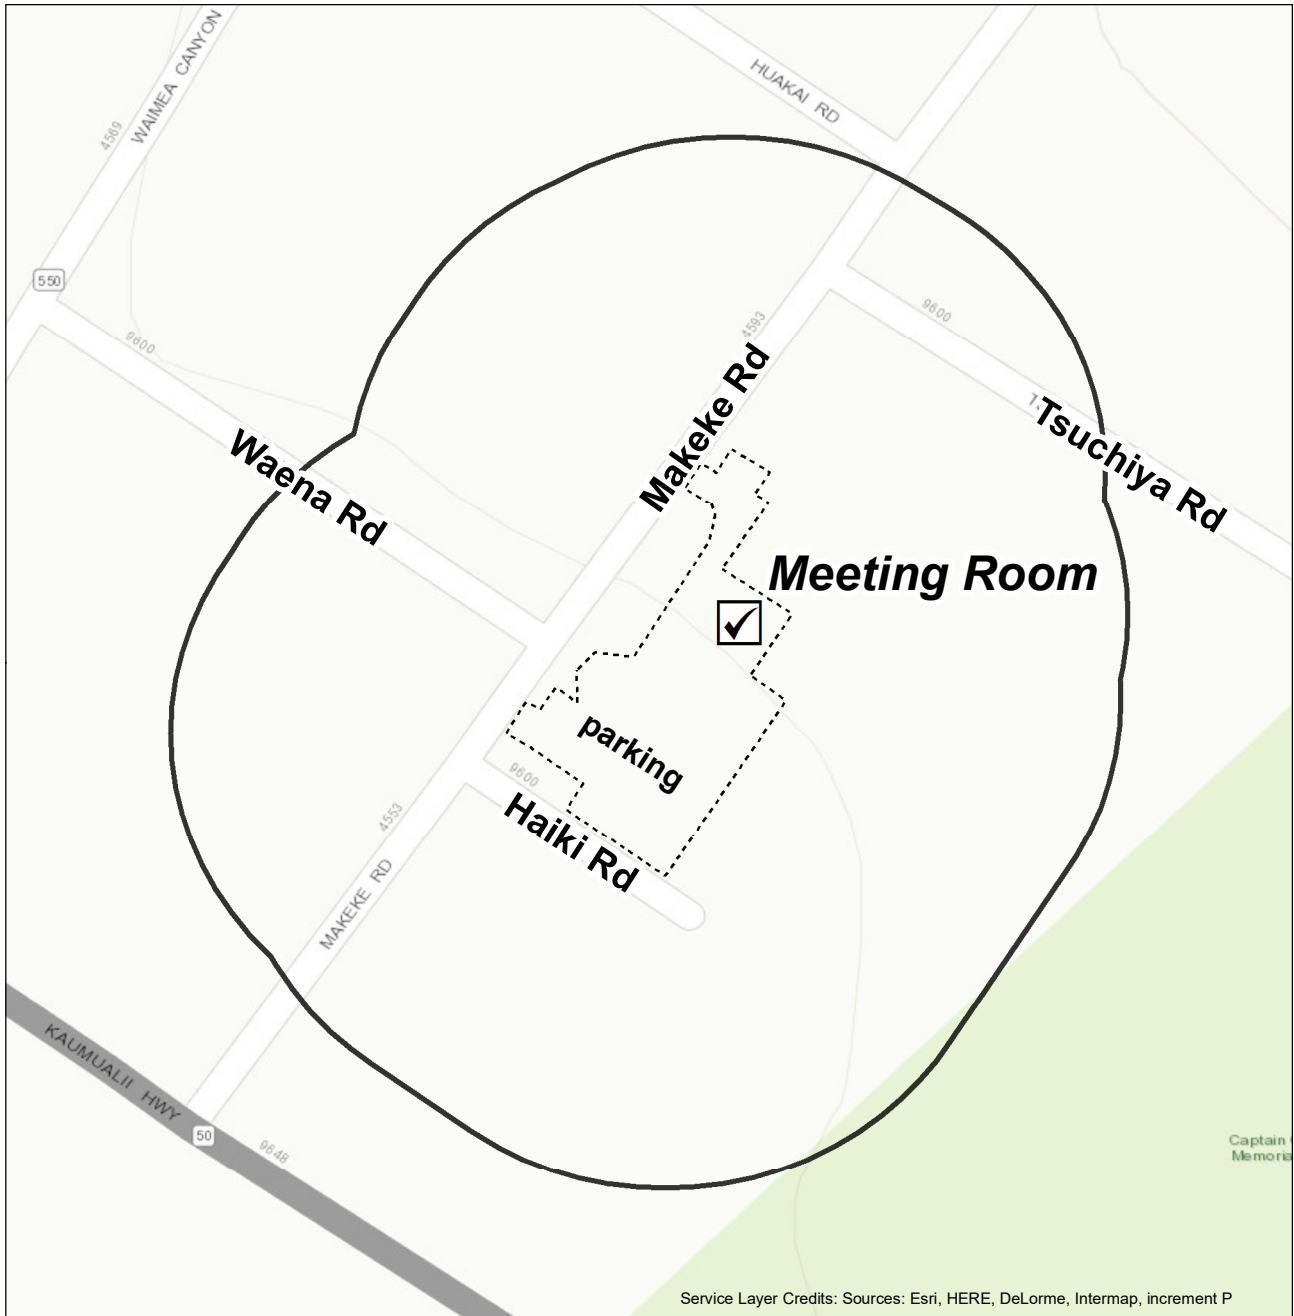 WAIMEA CANYON
4569
HUAKAI RD
550
9600
4593
9600
Makeke Rd
Tsuchiya Rd
Waena Rd
Meeting Room
parking
9600
Haiki Rd
4553
MAKEKE RD
KAUMUALII HWY
50
9648
Captain
Memoria
Service Layer Credits: Sources: Esri, HERE, DeLorme, Intermap, increment P